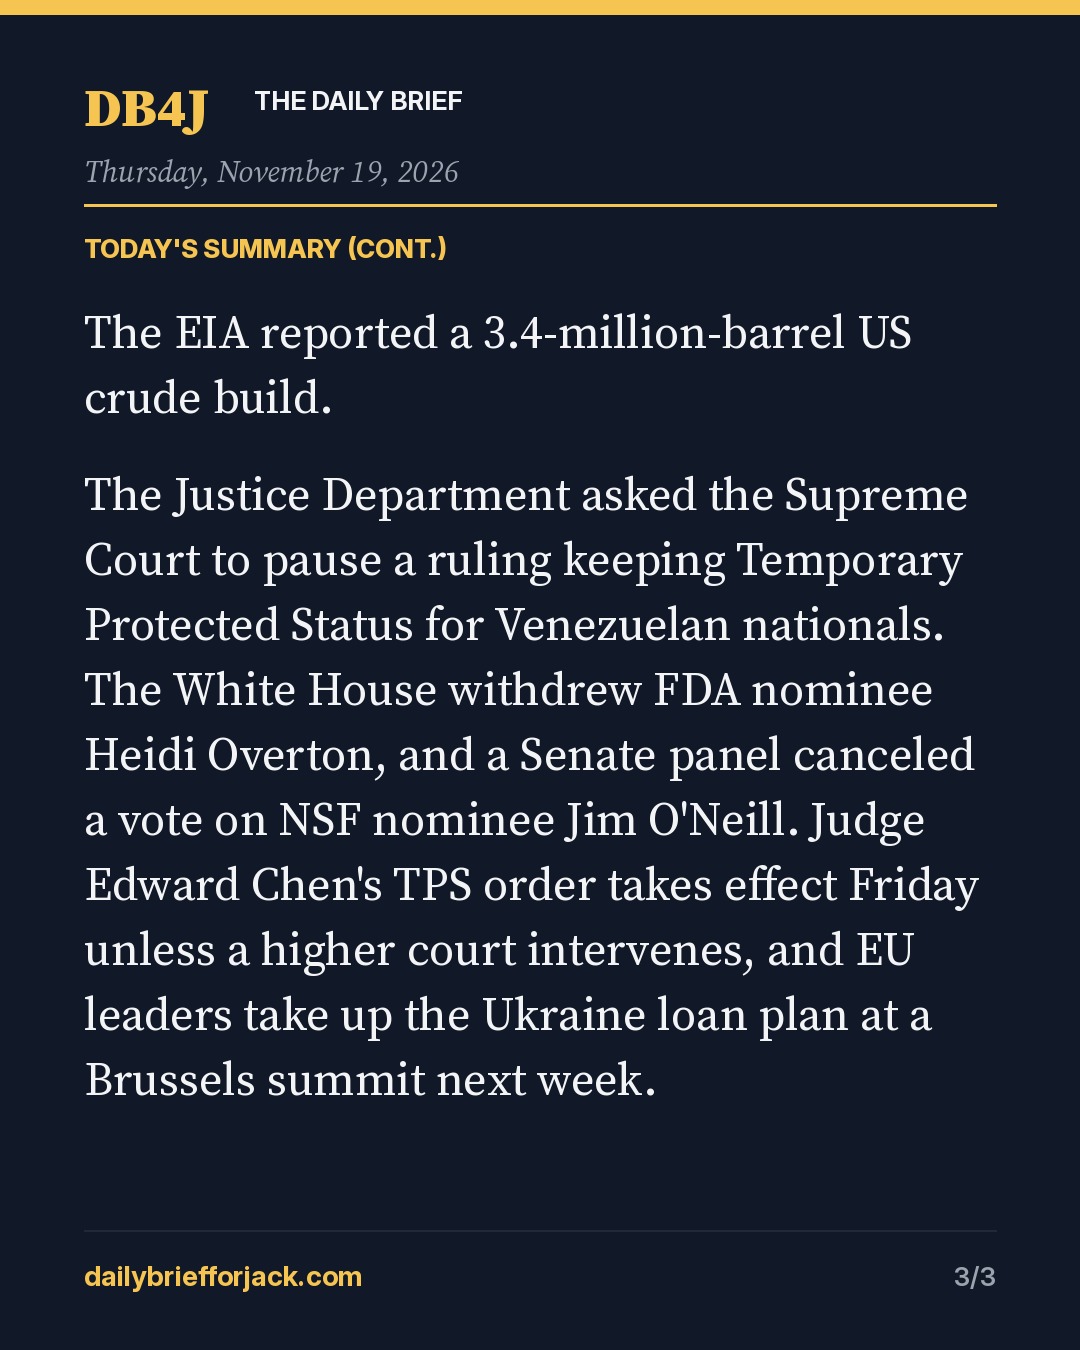 DB4J THE DAILY BRIEF
Thursday, November 19, 2026
TODAY'S SUMMARY (CONT.)
The EIA reported a 3.4-million-barrel US
crude build.
The Justice Department asked the Supreme
Court to pause a ruling keeping Temporary
Protected Status for Venezuelan nationals.
The White House withdrew FDA nominee
Heidi Overton, and a Senate panel canceled
a vote on NSF nominee Jim O'Neill. Judge
Edward Chen's TPS order takes effect Friday
unless a higher court intervenes, and EU
leaders take up the Ukraine loan plan at a
Brussels summit next week.
dailybriefforjack.com 3/3